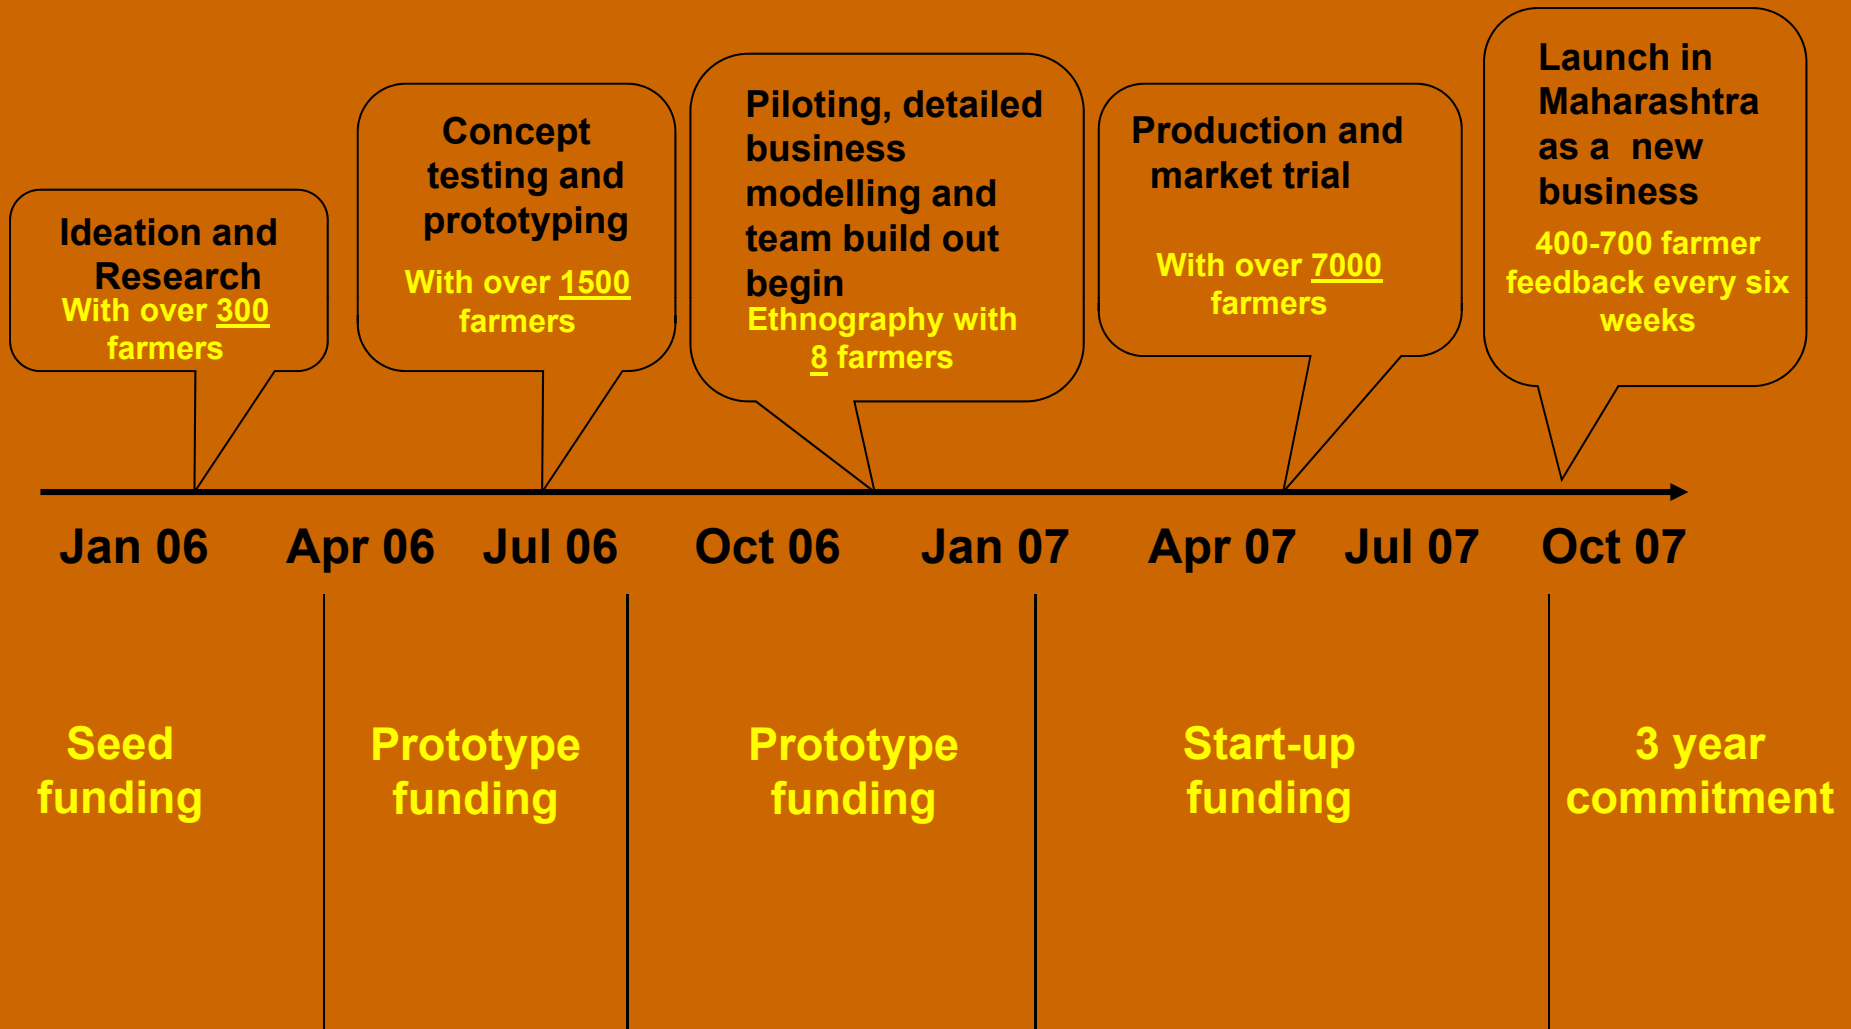 Ideation and
Research
With over 300
farmers
Concept
testing and
prototyping
With over 1500
farmers
Piloting, detailed
business
modelling and
team build out
begin
Ethnography with
8 farmers
Production and
market trial
With over 7000
farmers
Launch in
Maharashtra
as a new
business
400-700 farmer
feedback every six
weeks
Jan 06 Apr 06 Jul 06 Oct 06 Jan 07 Apr 07 Jul 07 Oct 07
Seed
funding
Prototype
funding
Prototype
funding
Start-up
funding
3 year
commitment